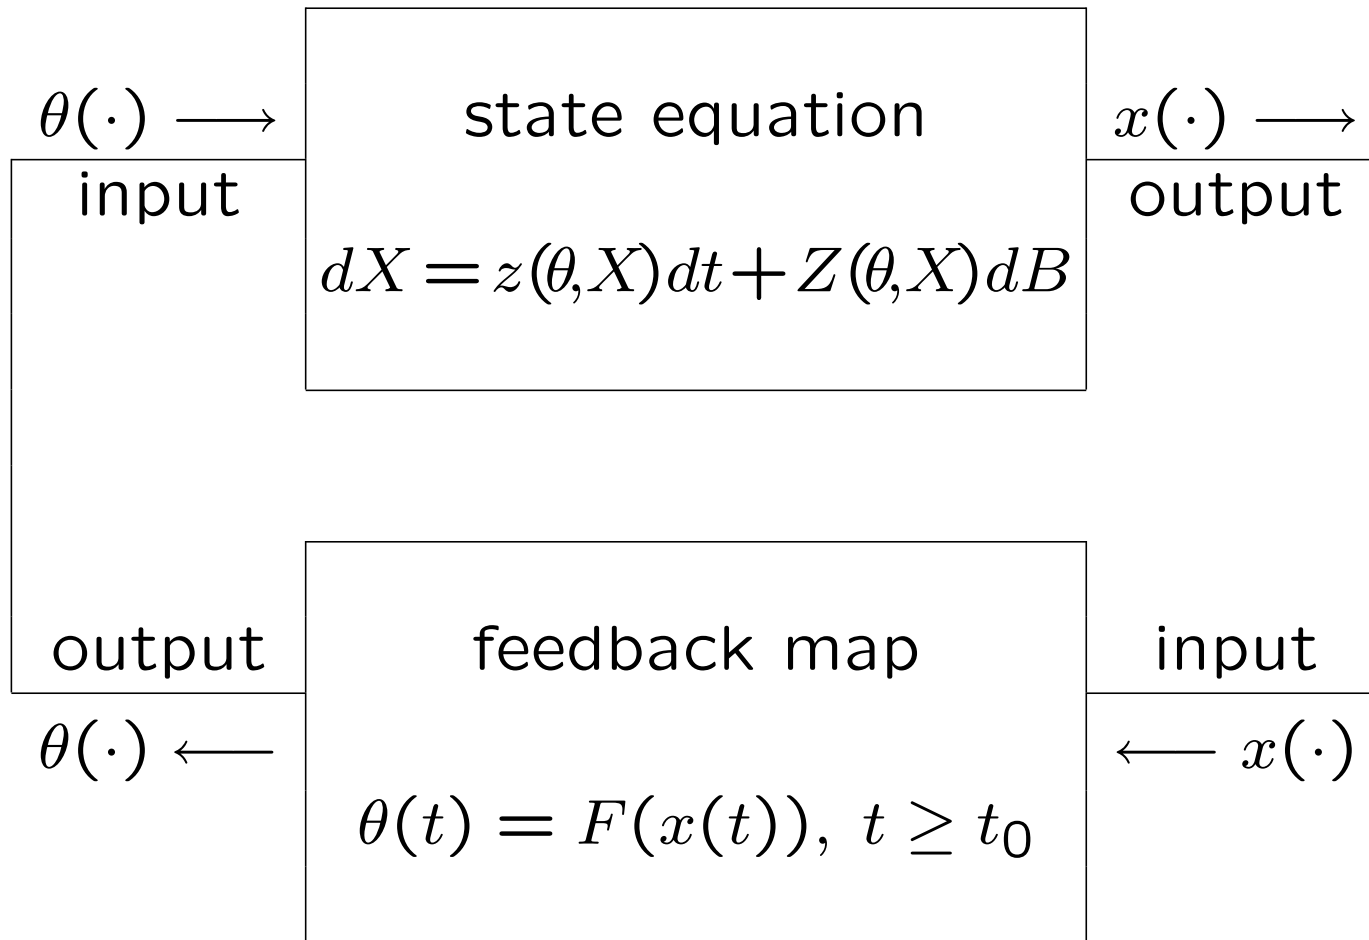 θ(·) ⟶ state equation x(·) ⟶
input output
dX = z(θ,X)dt + Z(θ,X)dB
output feedback map input
θ(·) ⟵ ⟵ x(·)
θ(t) = F(x(t)), t ≥ t₀